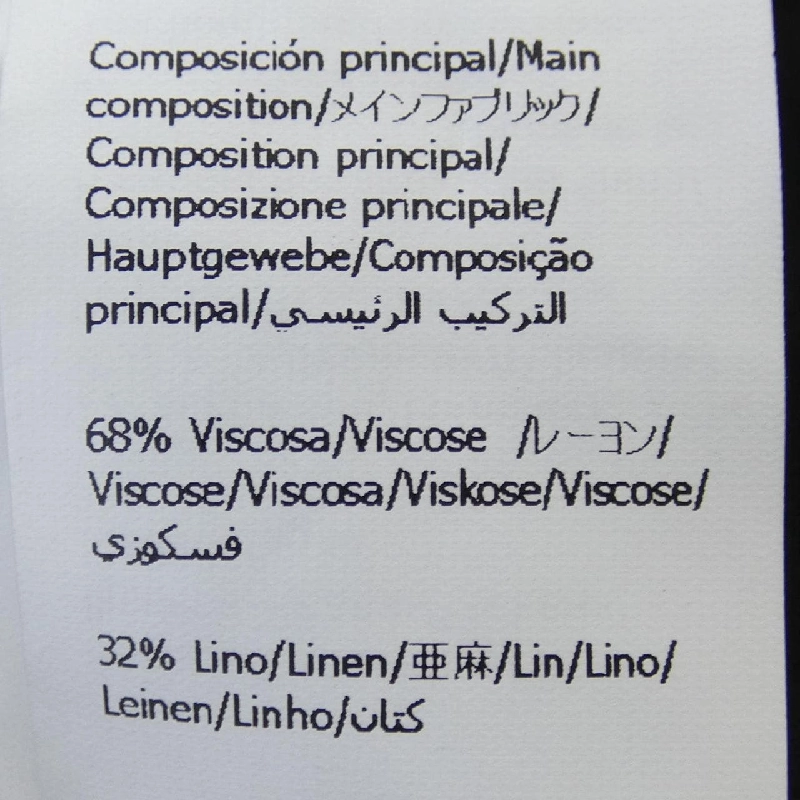 Composición principal/Main
composition/メインファブリック/
Composition principal/
Composizione principale/
Hauptgewebe/Composição
principal/التركيب الرئيسي
68% Viscosa/Viscose /レーヨン/
Viscose/Viscosa/Viskose/Viscose/
فسكوزي
32% Lino/Linen/亜麻/Lin/Lino/
Leinen/Linho/كتان